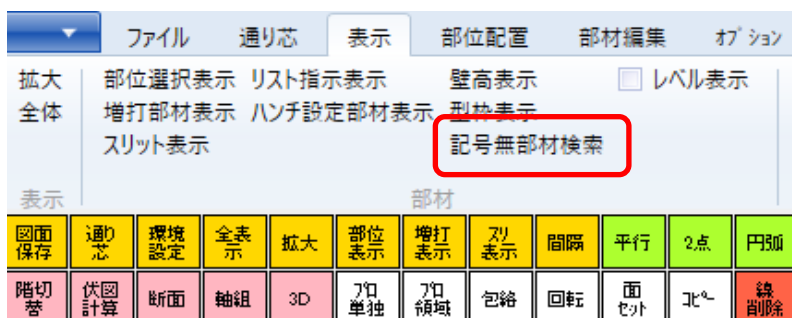 ファイル 通り芯 表示 部位配置 部材編集 オプション
拡大 部位選択表示 リスト指示表示 壁高表示 レベル表示
全体 増打部材表示 ハンチ設定部材表示 型枠表示
スリット表示 記号無部材検索
表示 部材
図面保存 通り芯 環境設定 全表示 拡大 部位表示 増打表示 スリ表示 間隔 平行 2点 円弧
階切替 伏図計算 断面 軸組 3D プロ単独 プロ領域 包絡 回転 面セット コピー 線削除